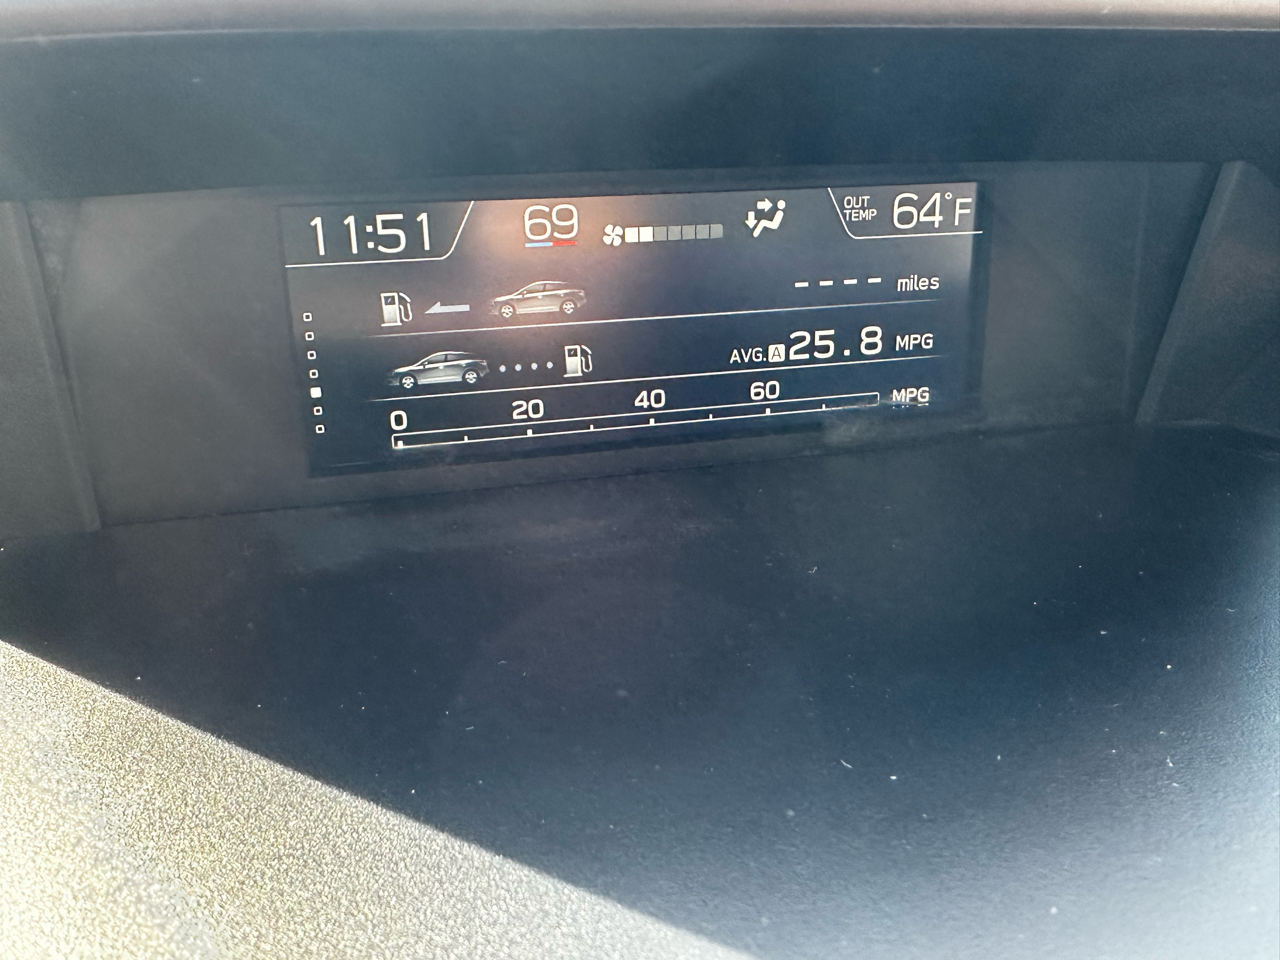 11:51 69 OUT TEMP 64°F
---- miles
AVG. A 25.8 MPG
0 20 40 60 MPG